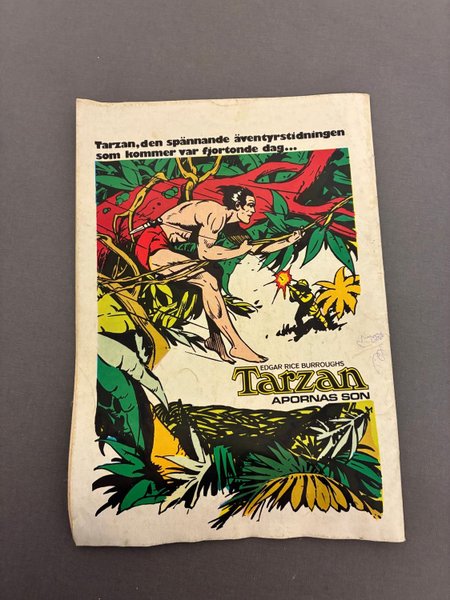 Tarzan, den spännande äventyrstidningen
som kommer var fjortonde dag...
EDGAR RICE BURROUGHS
Tarzan
APORNAS SON